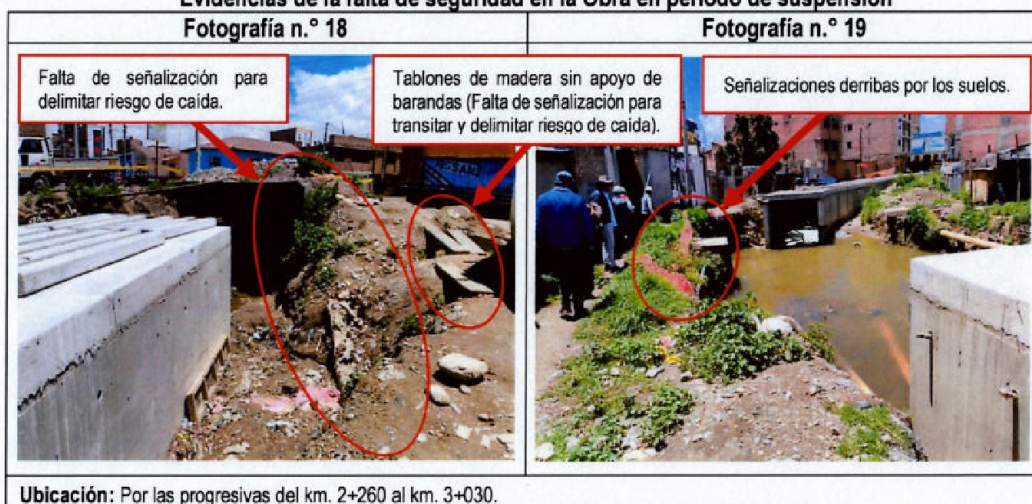 Evidencias de la falta de seguridad en la Obra en periodo de suspensión
Fotografía n.° 18
Fotografía n.° 19
Falta de señalización para
delimitar riesgo de caída.
Tablones de madera sin apoyo de
barandas (Falta de señalización para
transitar y delimitar riesgo de caída).
Señalizaciones derribas por los suelos.
Ubicación: Por las progresivas del km. 2+260 al km. 3+030.